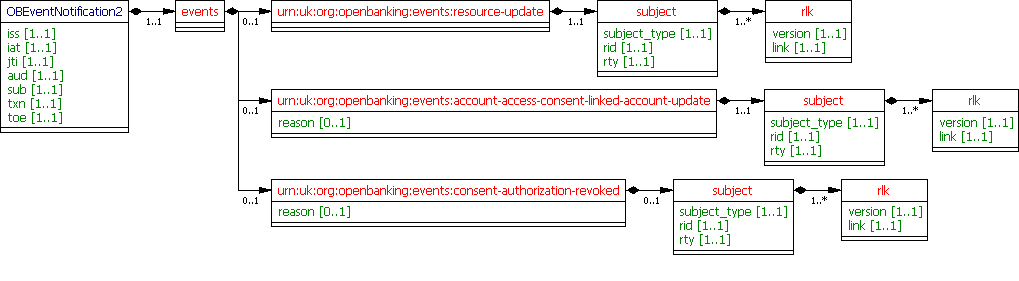 OBEventNotification2
iss [1..1]
iat [1..1]
jti [1..1]
aud [1..1]
sub [1..1]
txn [1..1]
toe [1..1]
1..1
events
0..1
urn:uk:org:openbanking:events:resource-update
1..1
subject
subject_type [1..1]
rid [1..1]
rty [1..1]
1..*
rlk
version [1..1]
link [1..1]
0..1
urn:uk:org:openbanking:events:account-access-consent-linked-account-update
reason [0..1]
1..1
subject
subject_type [1..1]
rid [1..1]
rty [1..1]
1..*
rlk
version [1..1]
link [1..1]
0..1
urn:uk:org:openbanking:events:consent-authorization-revoked
reason [0..1]
0..1
subject
subject_type [1..1]
rid [1..1]
rty [1..1]
1..*
rlk
version [1..1]
link [1..1]